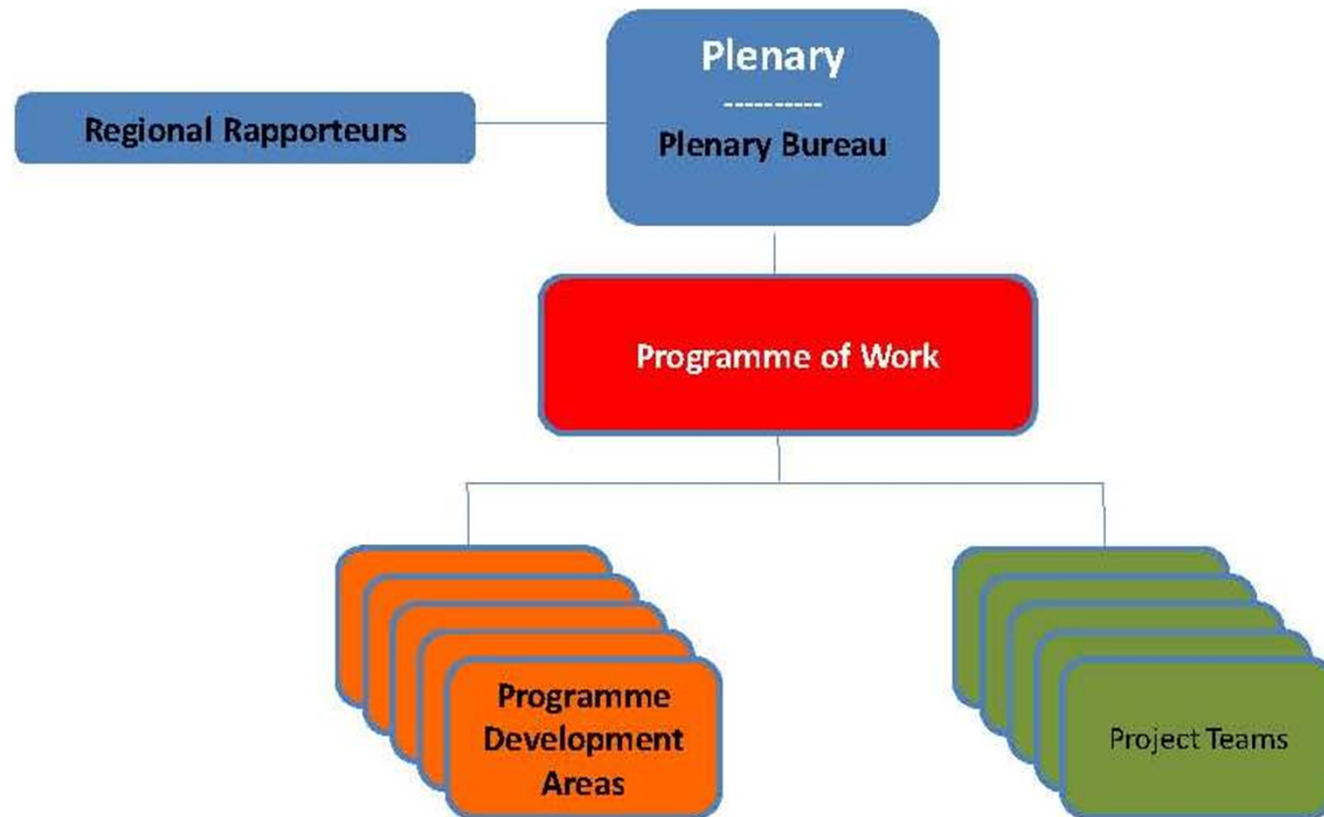 Plenary
----------
Regional Rapporteurs
Plenary Bureau
Programme of Work
Programme
Development
Areas
Project Teams